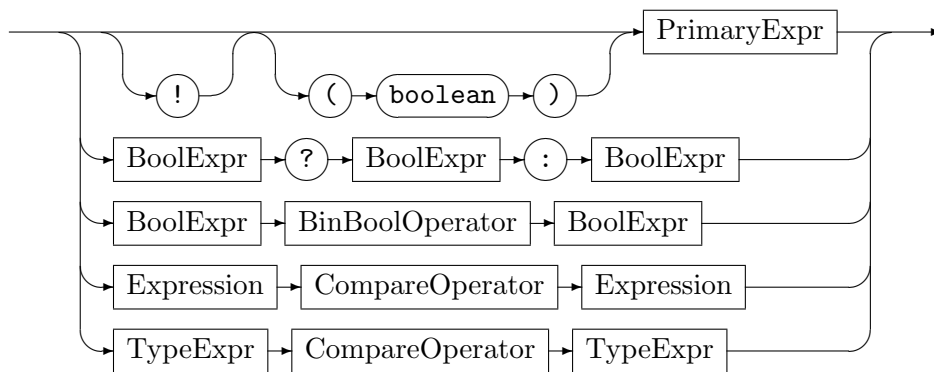 PrimaryExpr
! ( boolean )
BoolExpr ? BoolExpr : BoolExpr
BoolExpr BinBoolOperator BoolExpr
Expression CompareOperator Expression
TypeExpr CompareOperator TypeExpr